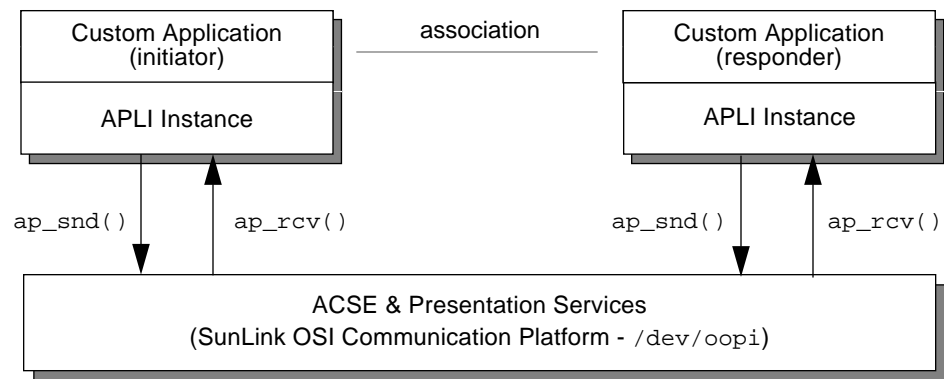 Custom Application
(initiator)
association
Custom Application
(responder)
APLI Instance
APLI Instance
ap_snd()
ap_rcv()
ap_snd()
ap_rcv()
ACSE & Presentation Services
(SunLink OSI Communication Platform - /dev/oopi)